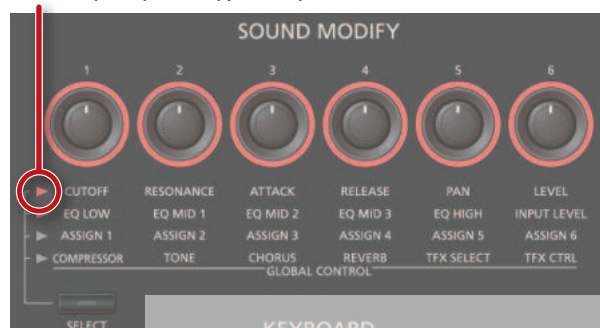 SOUND MODIFY
1 2 3 4 5 6
CUTOFF RESONANCE ATTACK RELEASE PAN LEVEL
EQ LOW EQ MID 1 EQ MID 2 EQ MID 3 EQ HIGH INPUT LEVEL
ASSIGN 1 ASSIGN 2 ASSIGN 3 ASSIGN 4 ASSIGN 5 ASSIGN 6
COMPRESSOR TONE CHORUS REVERB TFX SELECT TFX CTRL
GLOBAL CONTROL
SELECT
KEYBOARD